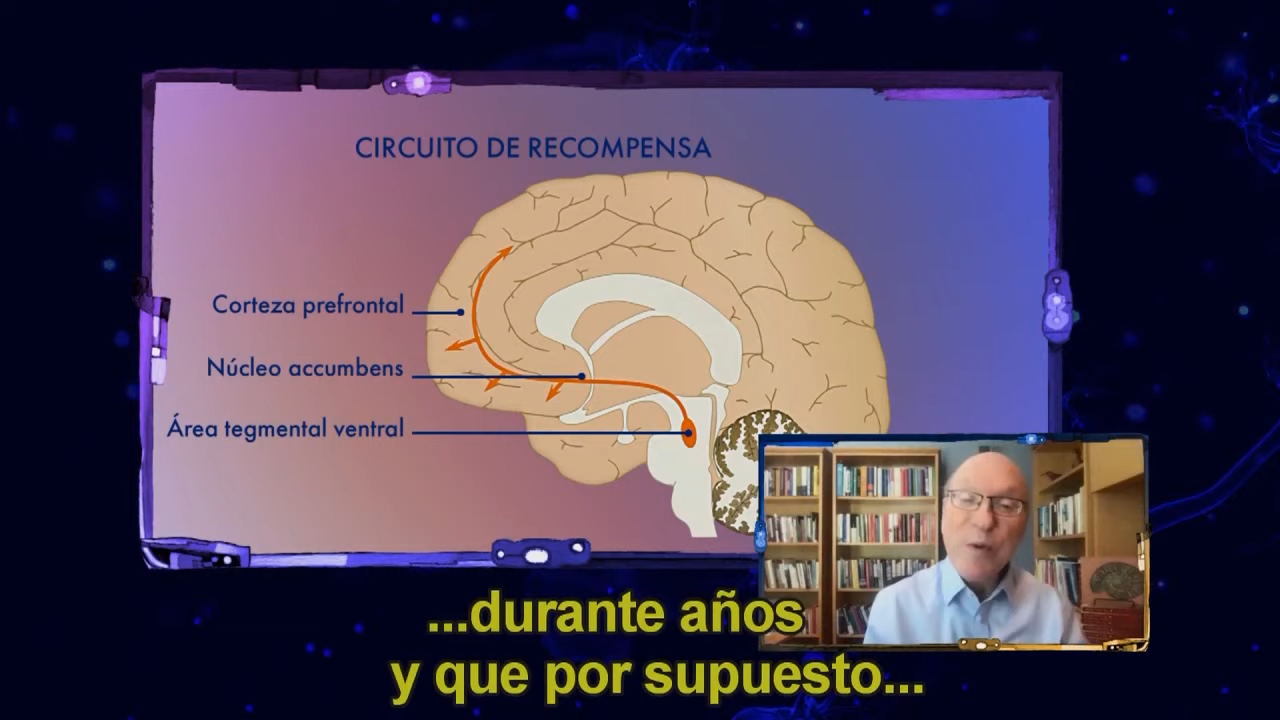 CIRCUITO DE RECOMPENSA
Corteza prefrontal
Núcleo accumbens
Área tegmental ventral
...durante años
y que por supuesto...